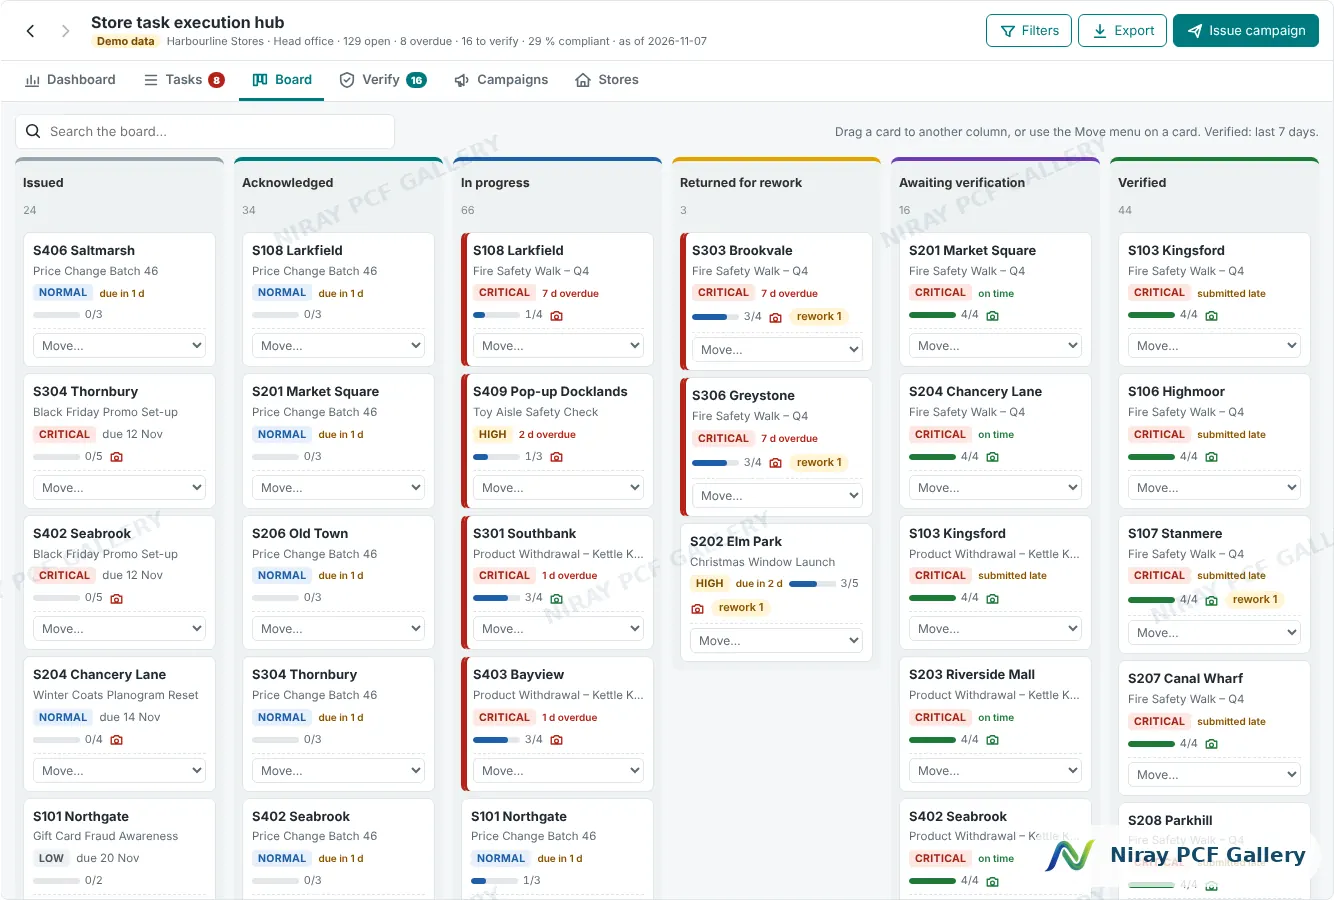 Store task execution hub
Demo data Harbourline Stores · Head office · 129 open · 8 overdue · 16 to verify · 29 % compliant · as of 2026-11-07
Filters
Export
Issue campaign
Dashboard
Tasks 8
Board
Verify 16
Campaigns
Stores
Search the board...
Drag a card to another column, or use the Move menu on a card. Verified: last 7 days.
Issued
24
S406 Saltmarsh
Price Change Batch 46
NORMAL due in 1 d
0/3
Move...
S304 Thornbury
Black Friday Promo Set-up
CRITICAL due 12 Nov
0/5
Move...
S402 Seabrook
Black Friday Promo Set-up
CRITICAL due 12 Nov
0/5
Move...
S204 Chancery Lane
Winter Coats Planogram Reset
NORMAL due 14 Nov
0/4
Move...
S101 Northgate
Gift Card Fraud Awareness
LOW due 20 Nov
0/2
Acknowledged
34
S108 Larkfield
Price Change Batch 46
NORMAL due in 1 d
0/3
Move...
S201 Market Square
Price Change Batch 46
NORMAL due in 1 d
0/3
Move...
S206 Old Town
Price Change Batch 46
NORMAL due in 1 d
0/3
Move...
S304 Thornbury
Price Change Batch 46
NORMAL due in 1 d
0/3
Move...
S402 Seabrook
Price Change Batch 46
NORMAL due in 1 d
0/3
In progress
66
S108 Larkfield
Fire Safety Walk – Q4
CRITICAL 7 d overdue
1/4
Move...
S409 Pop-up Docklands
Toy Aisle Safety Check
HIGH 2 d overdue
1/3
Move...
S301 Southbank
Product Withdrawal – Kettle K...
CRITICAL 1 d overdue
3/4
Move...
S403 Bayview
Product Withdrawal – Kettle K...
CRITICAL 1 d overdue
3/4
Move...
S101 Northgate
Price Change Batch 46
NORMAL due in 1 d
1/3
Returned for rework
3
S303 Brookvale
Fire Safety Walk – Q4
CRITICAL 7 d overdue
3/4 rework 1
Move...
S306 Greystone
Fire Safety Walk – Q4
CRITICAL 7 d overdue
3/4 rework 1
Move...
S202 Elm Park
Christmas Window Launch
HIGH due in 2 d 3/5
rework 1
Move...
Awaiting verification
16
S201 Market Square
Fire Safety Walk – Q4
CRITICAL on time
4/4
Move...
S204 Chancery Lane
Fire Safety Walk – Q4
CRITICAL on time
4/4
Move...
S103 Kingsford
Product Withdrawal – Kettle K...
CRITICAL submitted late
4/4
Move...
S203 Riverside Mall
Product Withdrawal – Kettle K...
CRITICAL on time
4/4
Move...
S402 Seabrook
Product Withdrawal – Kettle K...
CRITICAL on time
4/4
Verified
44
S103 Kingsford
Fire Safety Walk – Q4
CRITICAL submitted late
4/4
Move...
S106 Highmoor
Fire Safety Walk – Q4
CRITICAL submitted late
4/4
Move...
S107 Stanmere
Fire Safety Walk – Q4
CRITICAL submitted late
4/4 rework 1
Move...
S207 Canal Wharf
Fire Safety Walk – Q4
CRITICAL submitted late
4/4
Move...
S208 Parkhill
Fire Safety Walk – Q4
4/4
Niray PCF Gallery
NIRAY PCF GALLERY
NIRAY PCF GALLERY
NIRAY PCF GALLERY